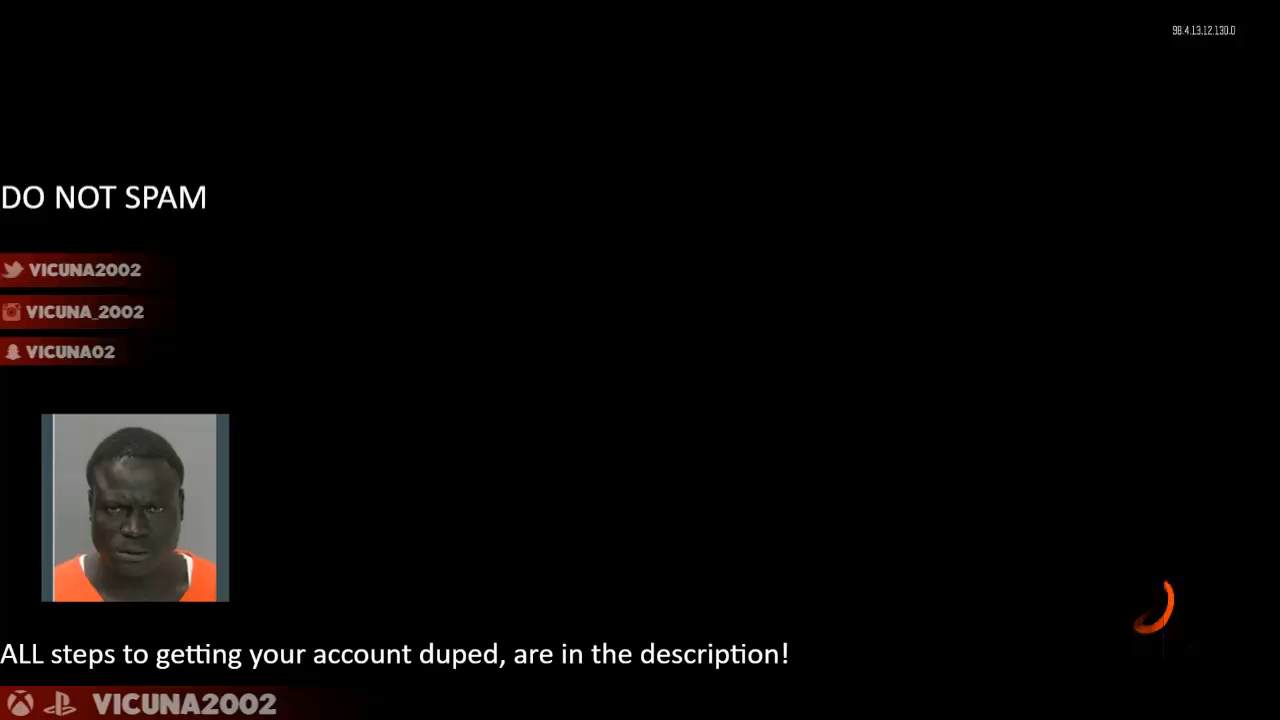 98.4.13.12.130.0
DO NOT SPAM
VICUNA2002
VICUNA_2002
VICUNA02
ALL steps to getting your account duped, are in the description!
VICUNA2002